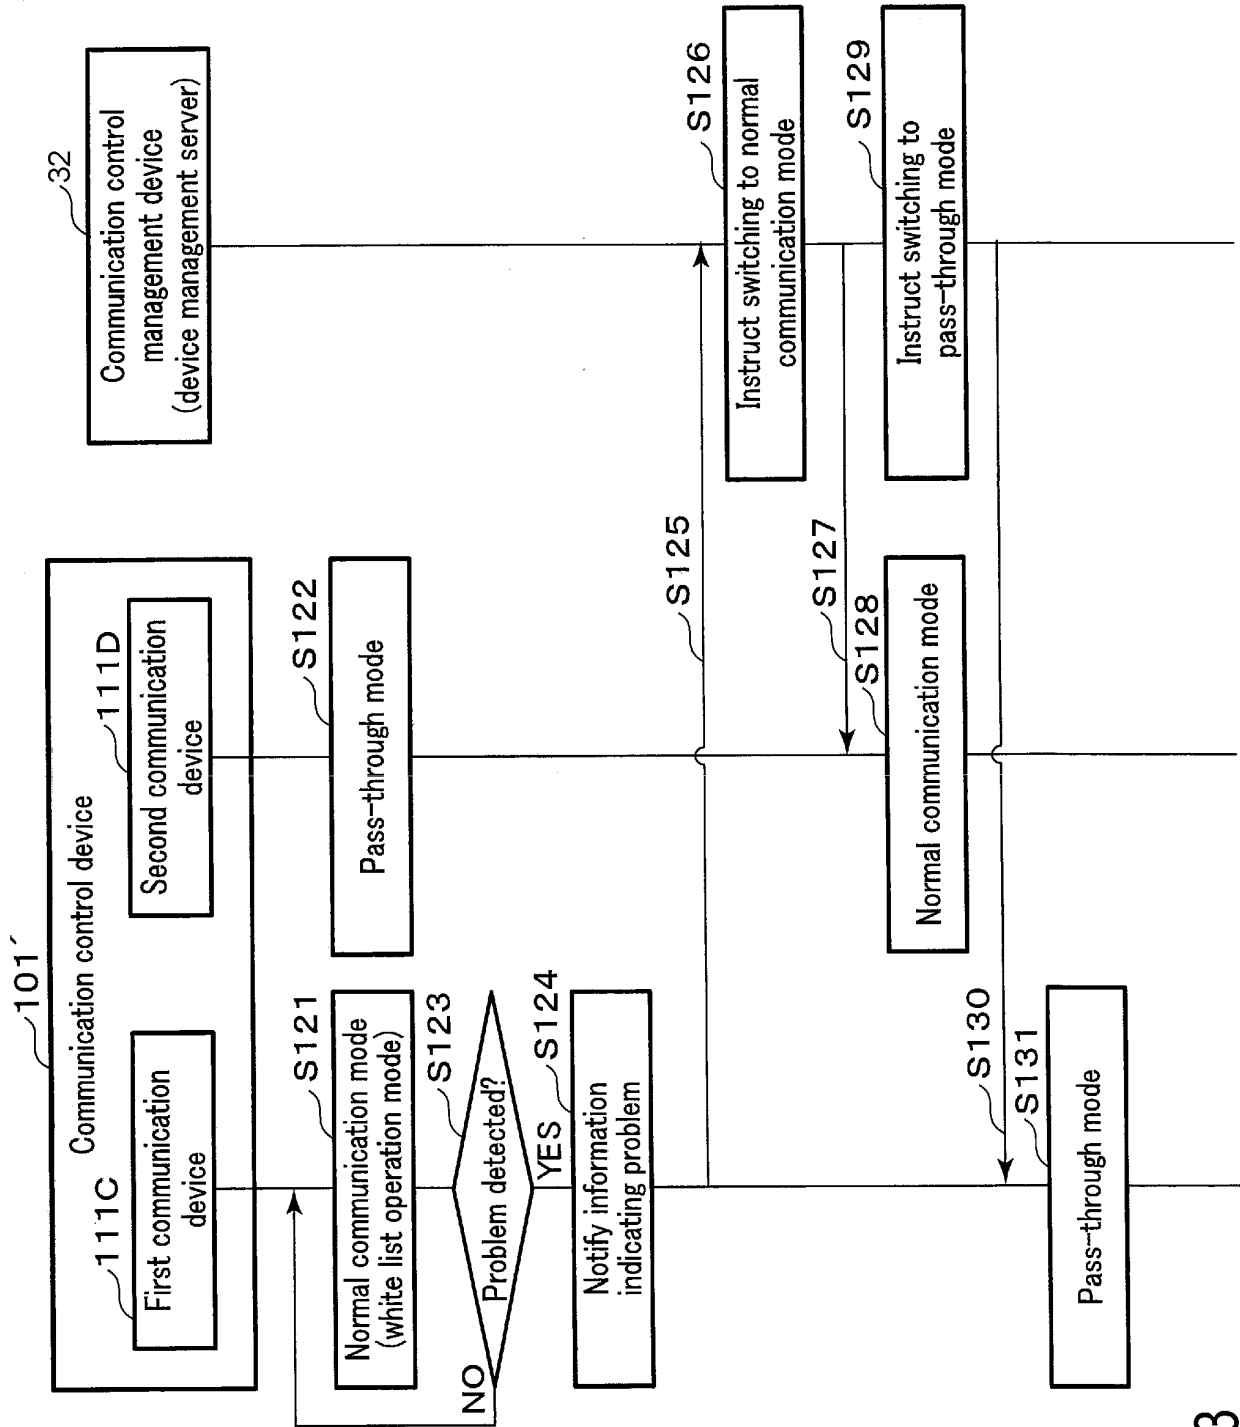 101′
Communication control device
111C
First communication
device
111D
Second communication
device
32
Communication control
management device
(device management server)
S121
Normal communication mode
(white list operation mode)
S122
Pass-through mode
S123
Problem detected?
NO
YES
S124
Notify information
indicating problem
S125
S126
Instruct switching to normal
communication mode
S127
S128
Normal communication mode
S129
Instruct switching to
pass-through mode
S130
S131
Pass-through mode